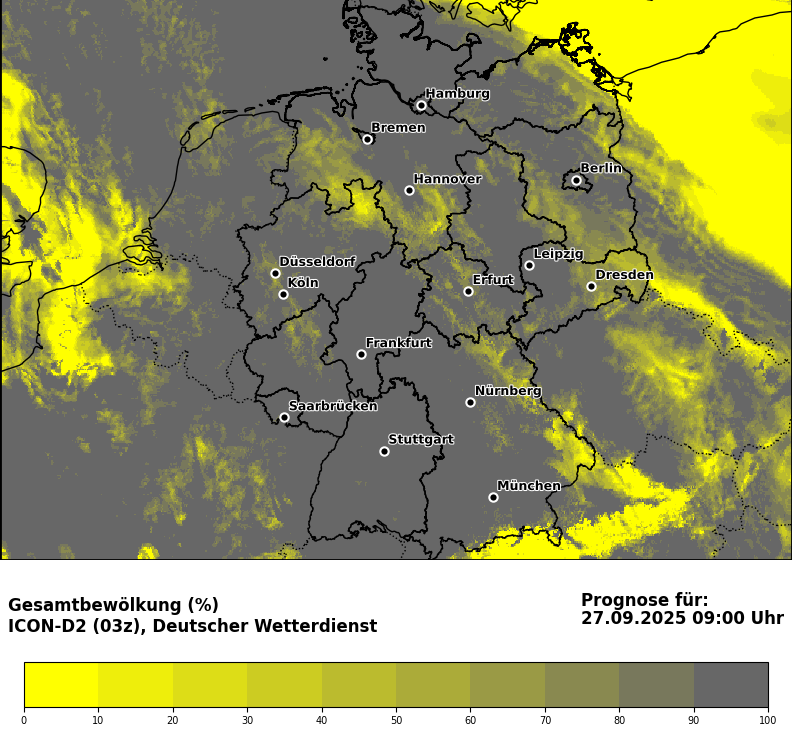 Hamburg
Bremen
Berlin
Hannover
Düsseldorf
Leipzig
Köln
Erfurt
Dresden
Frankfurt
Nürnberg
Saarbrücken
Stuttgart
München
Gesamtbewölkung (%)
ICON-D2 (03z), Deutscher Wetterdienst
Prognose für:
27.09.2025 09:00 Uhr
0 10 20 30 40 50 60 70 80 90 100